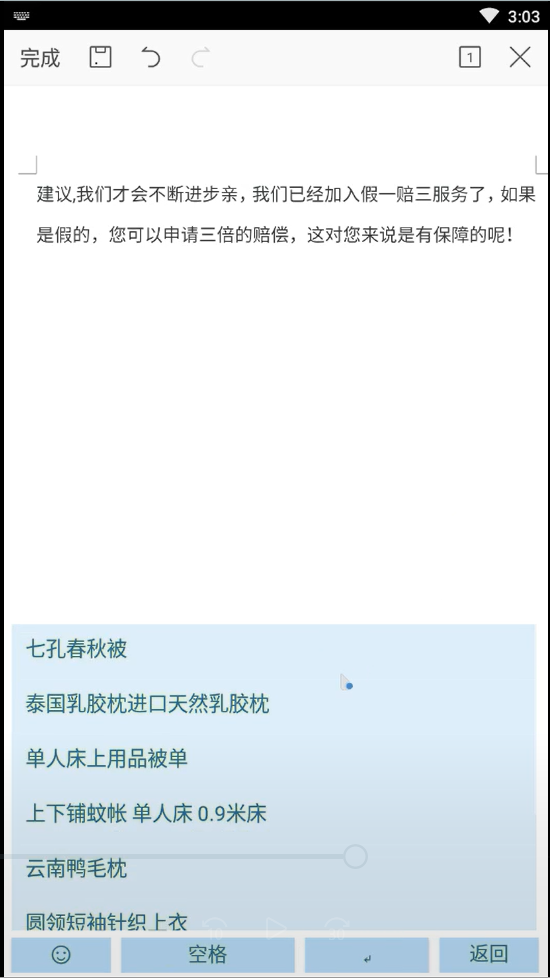 3:03
完成
1
建议,我们才会不断进步亲，我们已经加入假一赔三服务了，如果
是假的，您可以申请三倍的赔偿，这对您来说是有保障的呢！
七孔春秋被
泰国乳胶枕进口天然乳胶枕
单人床上用品被单
上下铺蚊帐 单人床 0.9米床
云南鸭毛枕
圆领短袖针织上衣
空格
返回